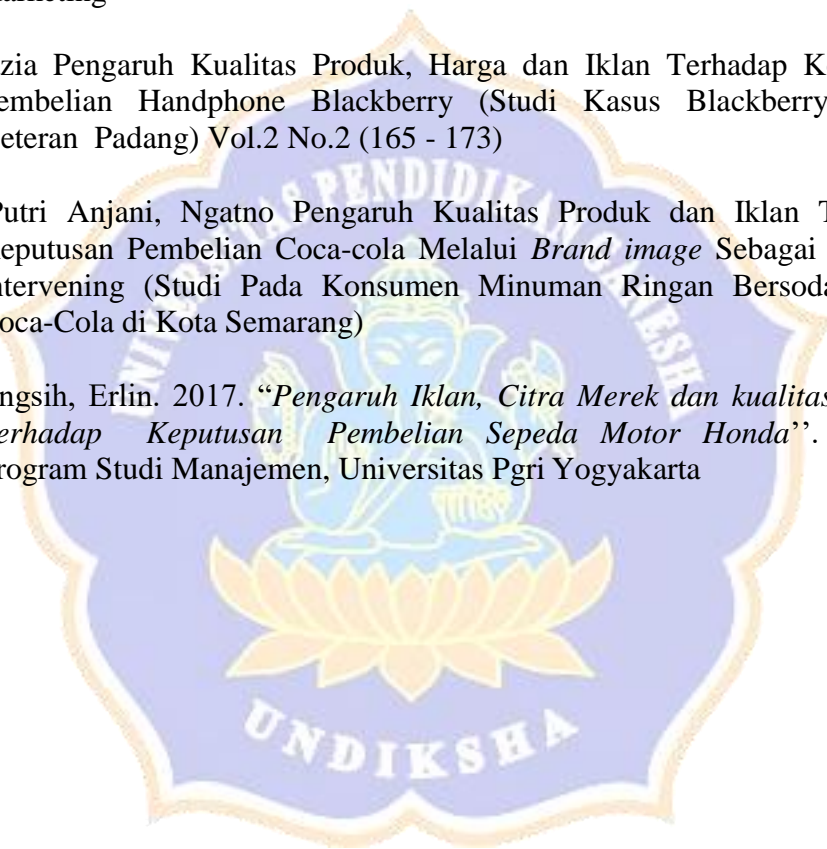 zia Pengaruh Kualitas Produk, Harga dan Iklan Terhadap K
embelian Handphone Blackberry (Studi Kasus Blackberry
eteran Padang) Vol.2 No.2 (165 - 173)
Putri Anjani, Ngatno Pengaruh Kualitas Produk dan Iklan T
eputusan Pembelian Coca-cola Melalui Brand image Sebagai
ntervening (Studi Pada Konsumen Minuman Ringan Bersoda
oca-Cola di Kota Semarang)
ngsih, Erlin. 2017. “Pengaruh Iklan, Citra Merek dan kualitas
erhadap Keputusan Pembelian Sepeda Motor Honda’’.
rogram Studi Manajemen, Universitas Pgri Yogyakarta
UNIVERSITAS PENDIDIKAN GANESHA
UNDIKSHA